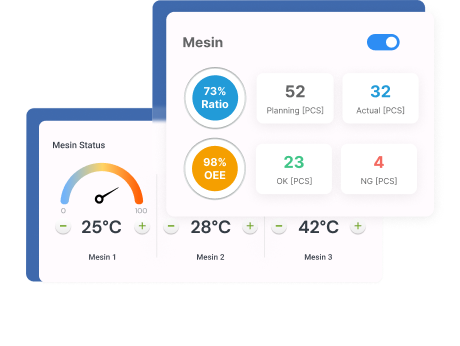 Mesin
73%
Ratio
52
Planning [PCS]
32
Actual [PCS]
98%
OEE
23
OK [PCS]
4
NG [PCS]
Mesin Status
0
100
− 25°C +
− 28°C +
− 42°C +
Mesin 1
Mesin 2
Mesin 3